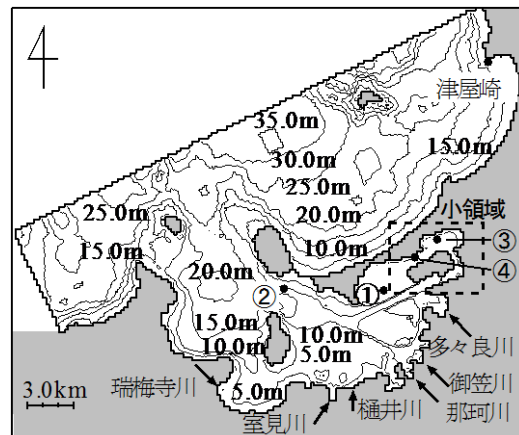 津屋崎
35.0m
30.0m
15.0m
25.0m
25.0m
20.0m
小領域
15.0m
10.0m
③
20.0m
④
②
①
15.0m
10.0m
10.0m
5.0m
多々良川
5.0m
瑞梅寺川
御笠川
3.0km
那珂川
室見川
樋井川